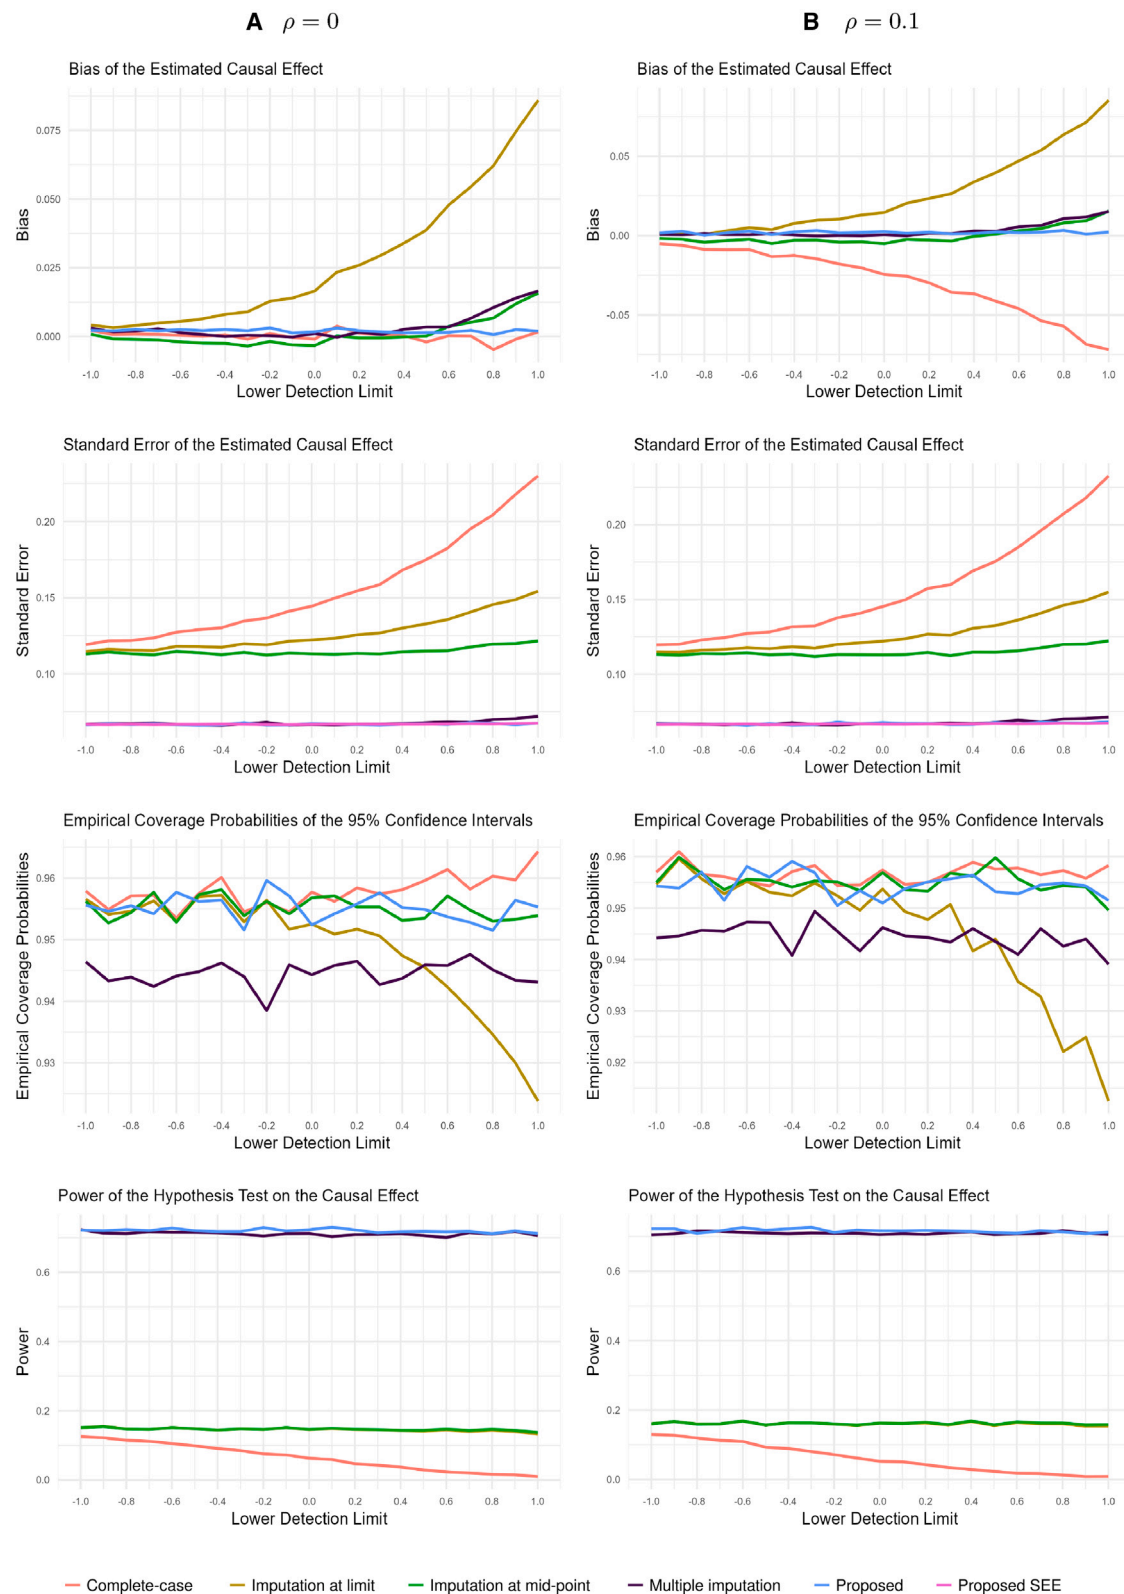 A ρ = 0
B ρ = 0.1
Bias of the Estimated Causal Effect
Bias
0.075
0.050
0.025
0.000
-1.0 -0.8 -0.6 -0.4 -0.2 0.0 0.2 0.4 0.6 0.8 1.0
Lower Detection Limit
Bias of the Estimated Causal Effect
Bias
0.05
0.00
-0.05
-1.0 -0.8 -0.6 -0.4 -0.2 0.0 0.2 0.4 0.6 0.8 1.0
Lower Detection Limit
Standard Error of the Estimated Causal Effect
Standard Error
0.20
0.15
0.10
-1.0 -0.8 -0.6 -0.4 -0.2 0.0 0.2 0.4 0.6 0.8 1.0
Lower Detection Limit
Standard Error of the Estimated Causal Effect
Standard Error
0.20
0.15
0.10
-1.0 -0.8 -0.6 -0.4 -0.2 0.0 0.2 0.4 0.6 0.8 1.0
Lower Detection Limit
Empirical Coverage Probabilities of the 95% Confidence Intervals
Empirical Coverage Probabilities
0.96
0.95
0.94
0.93
-1.0 -0.8 -0.6 -0.4 -0.2 0.0 0.2 0.4 0.6 0.8 1.0
Lower Detection Limit
Empirical Coverage Probabilities of the 95% Confidence Intervals
Empirical Coverage Probabilities
0.96
0.95
0.94
0.93
0.92
-1.0 -0.8 -0.6 -0.4 -0.2 0.0 0.2 0.4 0.6 0.8 1.0
Lower Detection Limit
Power of the Hypothesis Test on the Causal Effect
Power
0.6
0.4
0.2
0.0
-1.0 -0.8 -0.6 -0.4 -0.2 0.0 0.2 0.4 0.6 0.8 1.0
Lower Detection Limit
Power of the Hypothesis Test on the Causal Effect
Power
0.6
0.4
0.2
0.0
-1.0 -0.8 -0.6 -0.4 -0.2 0.0 0.2 0.4 0.6 0.8 1.0
Lower Detection Limit
Complete-case Imputation at limit Imputation at mid-point Multiple imputation Proposed Proposed SEE